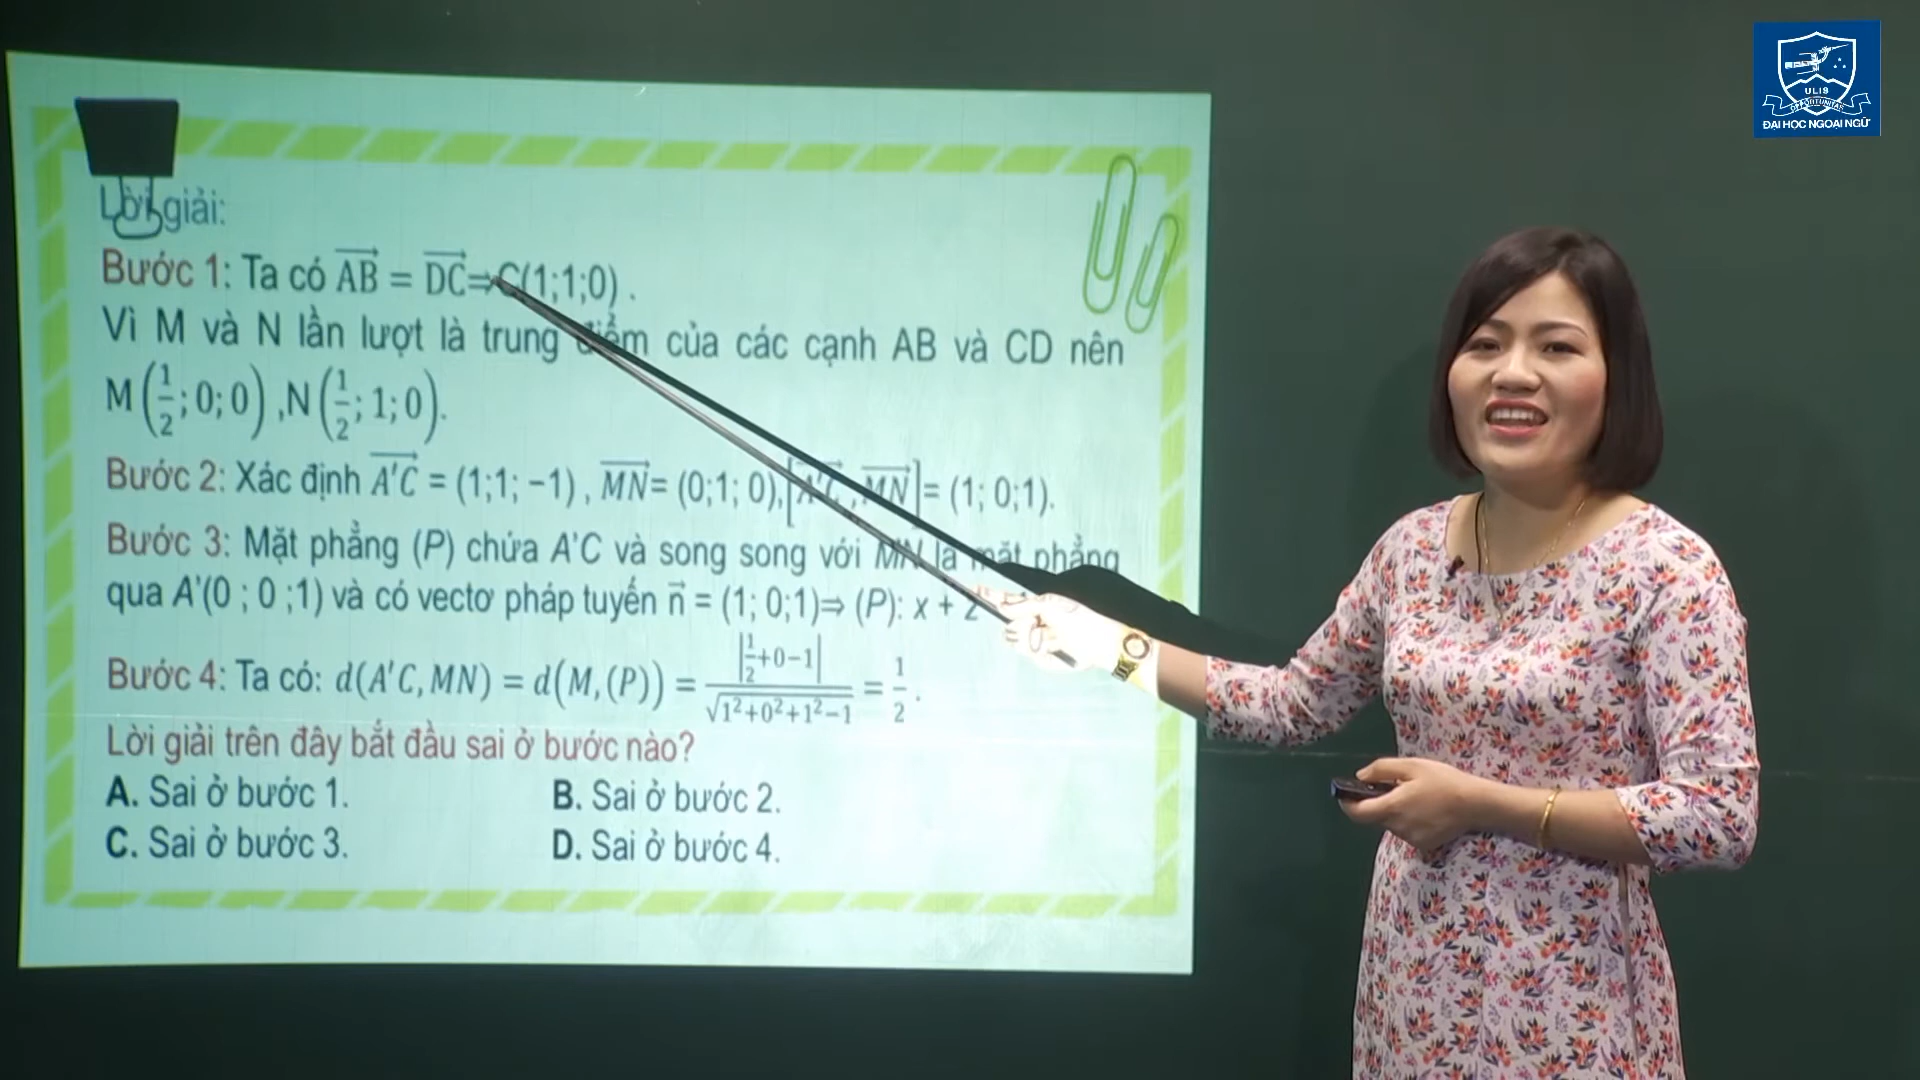 ULIS
OPPORTUNITAS
ĐẠI HỌC NGOẠI NGỮ
Lời giải:
Bước 1: Ta có AB = DC⇒C(1;1;0) .
Vì M và N lần lượt là trung điểm của các cạnh AB và CD nên
M(1/2; 0; 0) ,N(1/2; 1; 0).
Bước 2: Xác định A'C = (1;1; −1) , MN= (0;1; 0),[A'C ,MN]= (1; 0;1).
Bước 3: Mặt phẳng (P) chứa A'C và song song với MN là mặt phẳng
qua A'(0 ; 0 ;1) và có vectơ pháp tuyến n = (1; 0;1)⇒ (P): x + z
Bước 4: Ta có: d(A'C, MN) = d(M,(P)) = |1/2+0−1| / √1²+0²+1²−1 = 1/2 .
Lời giải trên đây bắt đầu sai ở bước nào?
A. Sai ở bước 1. B. Sai ở bước 2.
C. Sai ở bước 3. D. Sai ở bước 4.